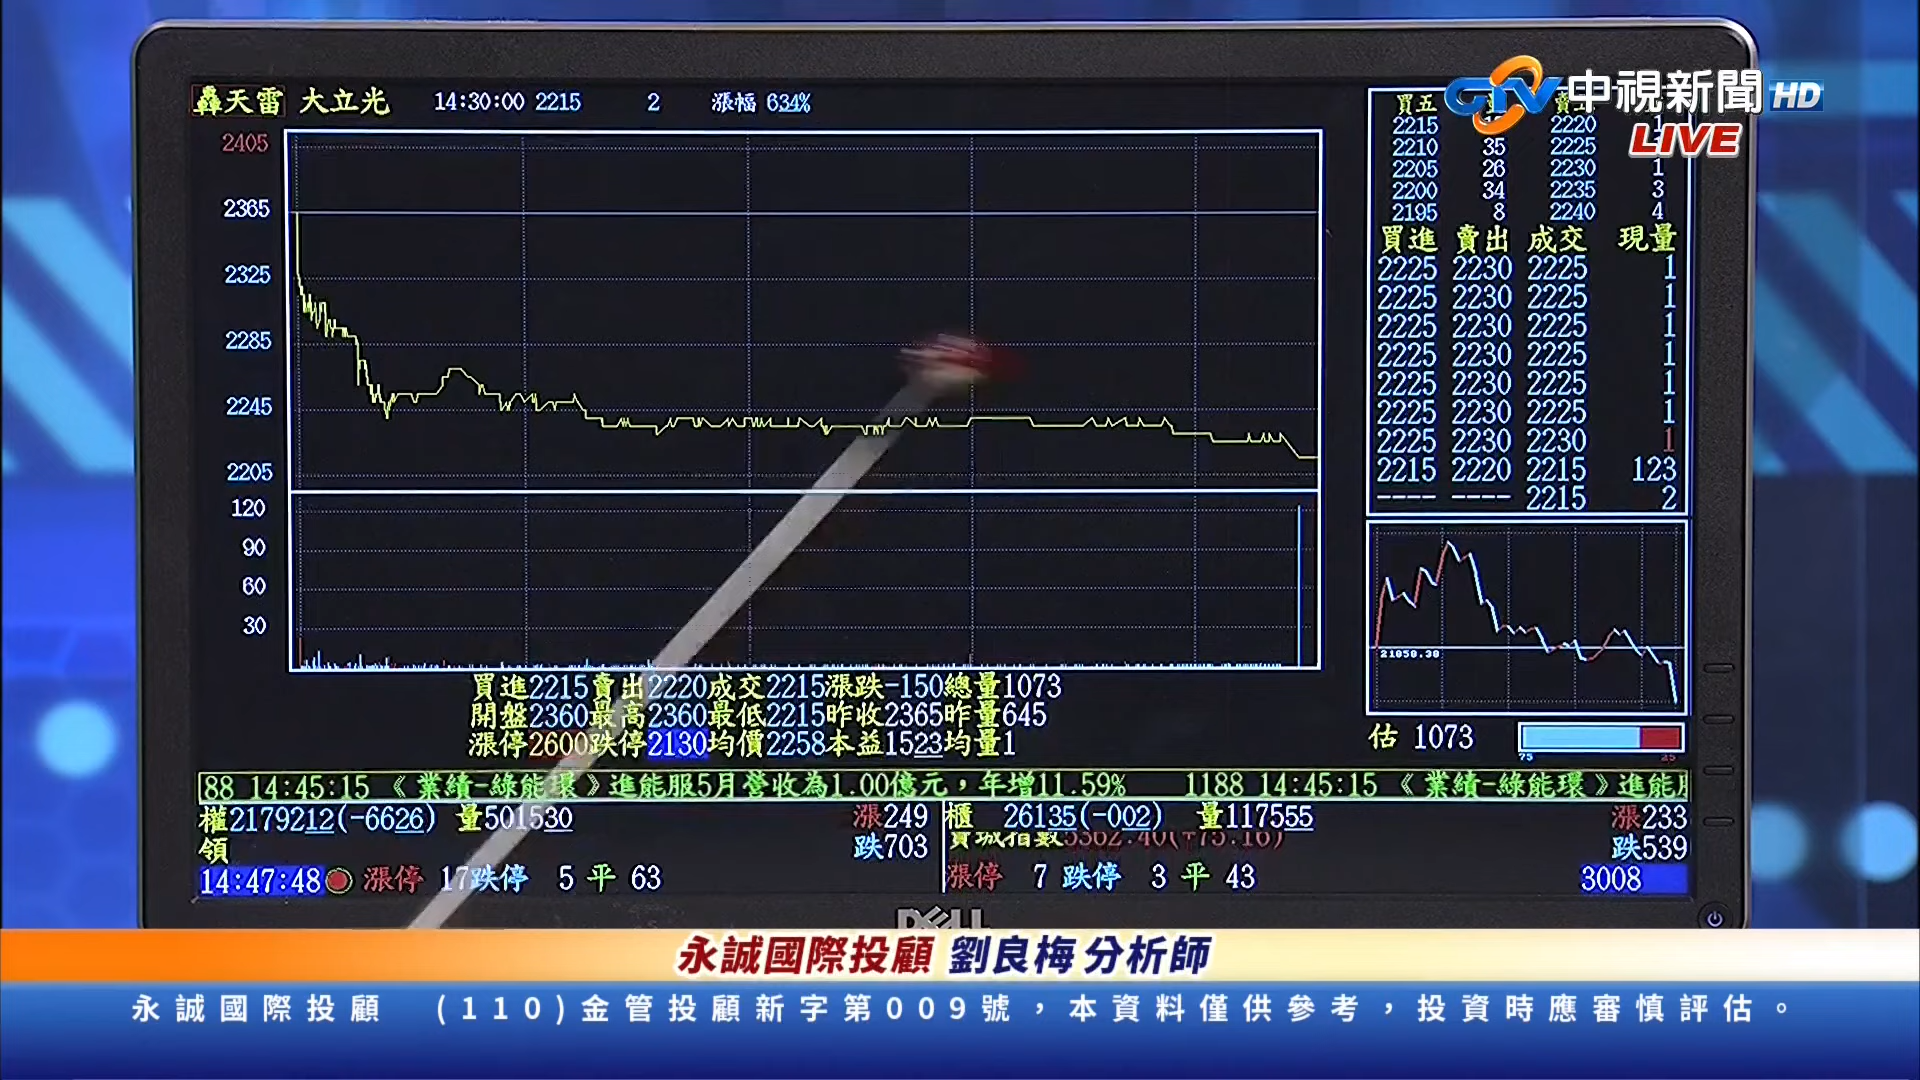 轟天雷 大立光 14:30:00 2215 2 漲幅 634%
CTV 中視新聞 HD
LIVE
2405
2365
2325
2285
2245
2205
120
90
60
30
買五
2215 2220
2210 35 2225
2205 26 2230 1
2200 34 2235 3
2195 8 2240 4
買進 賣出 成交 現量
2225 2230 2225 1
2225 2230 2225 1
2225 2230 2225 1
2225 2230 2225 1
2225 2230 2225 1
2225 2230 2225 1
2225 2230 2230 1
2215 2220 2215 123
---- ---- 2215 2
21858.38
估 1073
75 25
買進2215賣出2220成交2215漲跌-150總量1073
開盤2360最高2360最低2215昨收2365昨量645
漲停2600跌停2130均價2258本益1523均量1
88 14:45:15 《業績-綠能環》進能服5月營收為1.00億元，年增11.59% 1188 14:45:15 《業績-綠能環》進能
權2179212(-6626) 量501530 漲249
領 跌703
14:47:48 漲停 17跌停 5 平 63
櫃 26135(-002) 量117555 漲233
費城指數5362.40(+75.16) 跌539
漲停 7 跌停 3 平 43 3008
DELL
永誠國際投顧 劉良梅分析師
永誠國際投顧 (110)金管投顧新字第009號，本資料僅供參考，投資時應審慎評估。